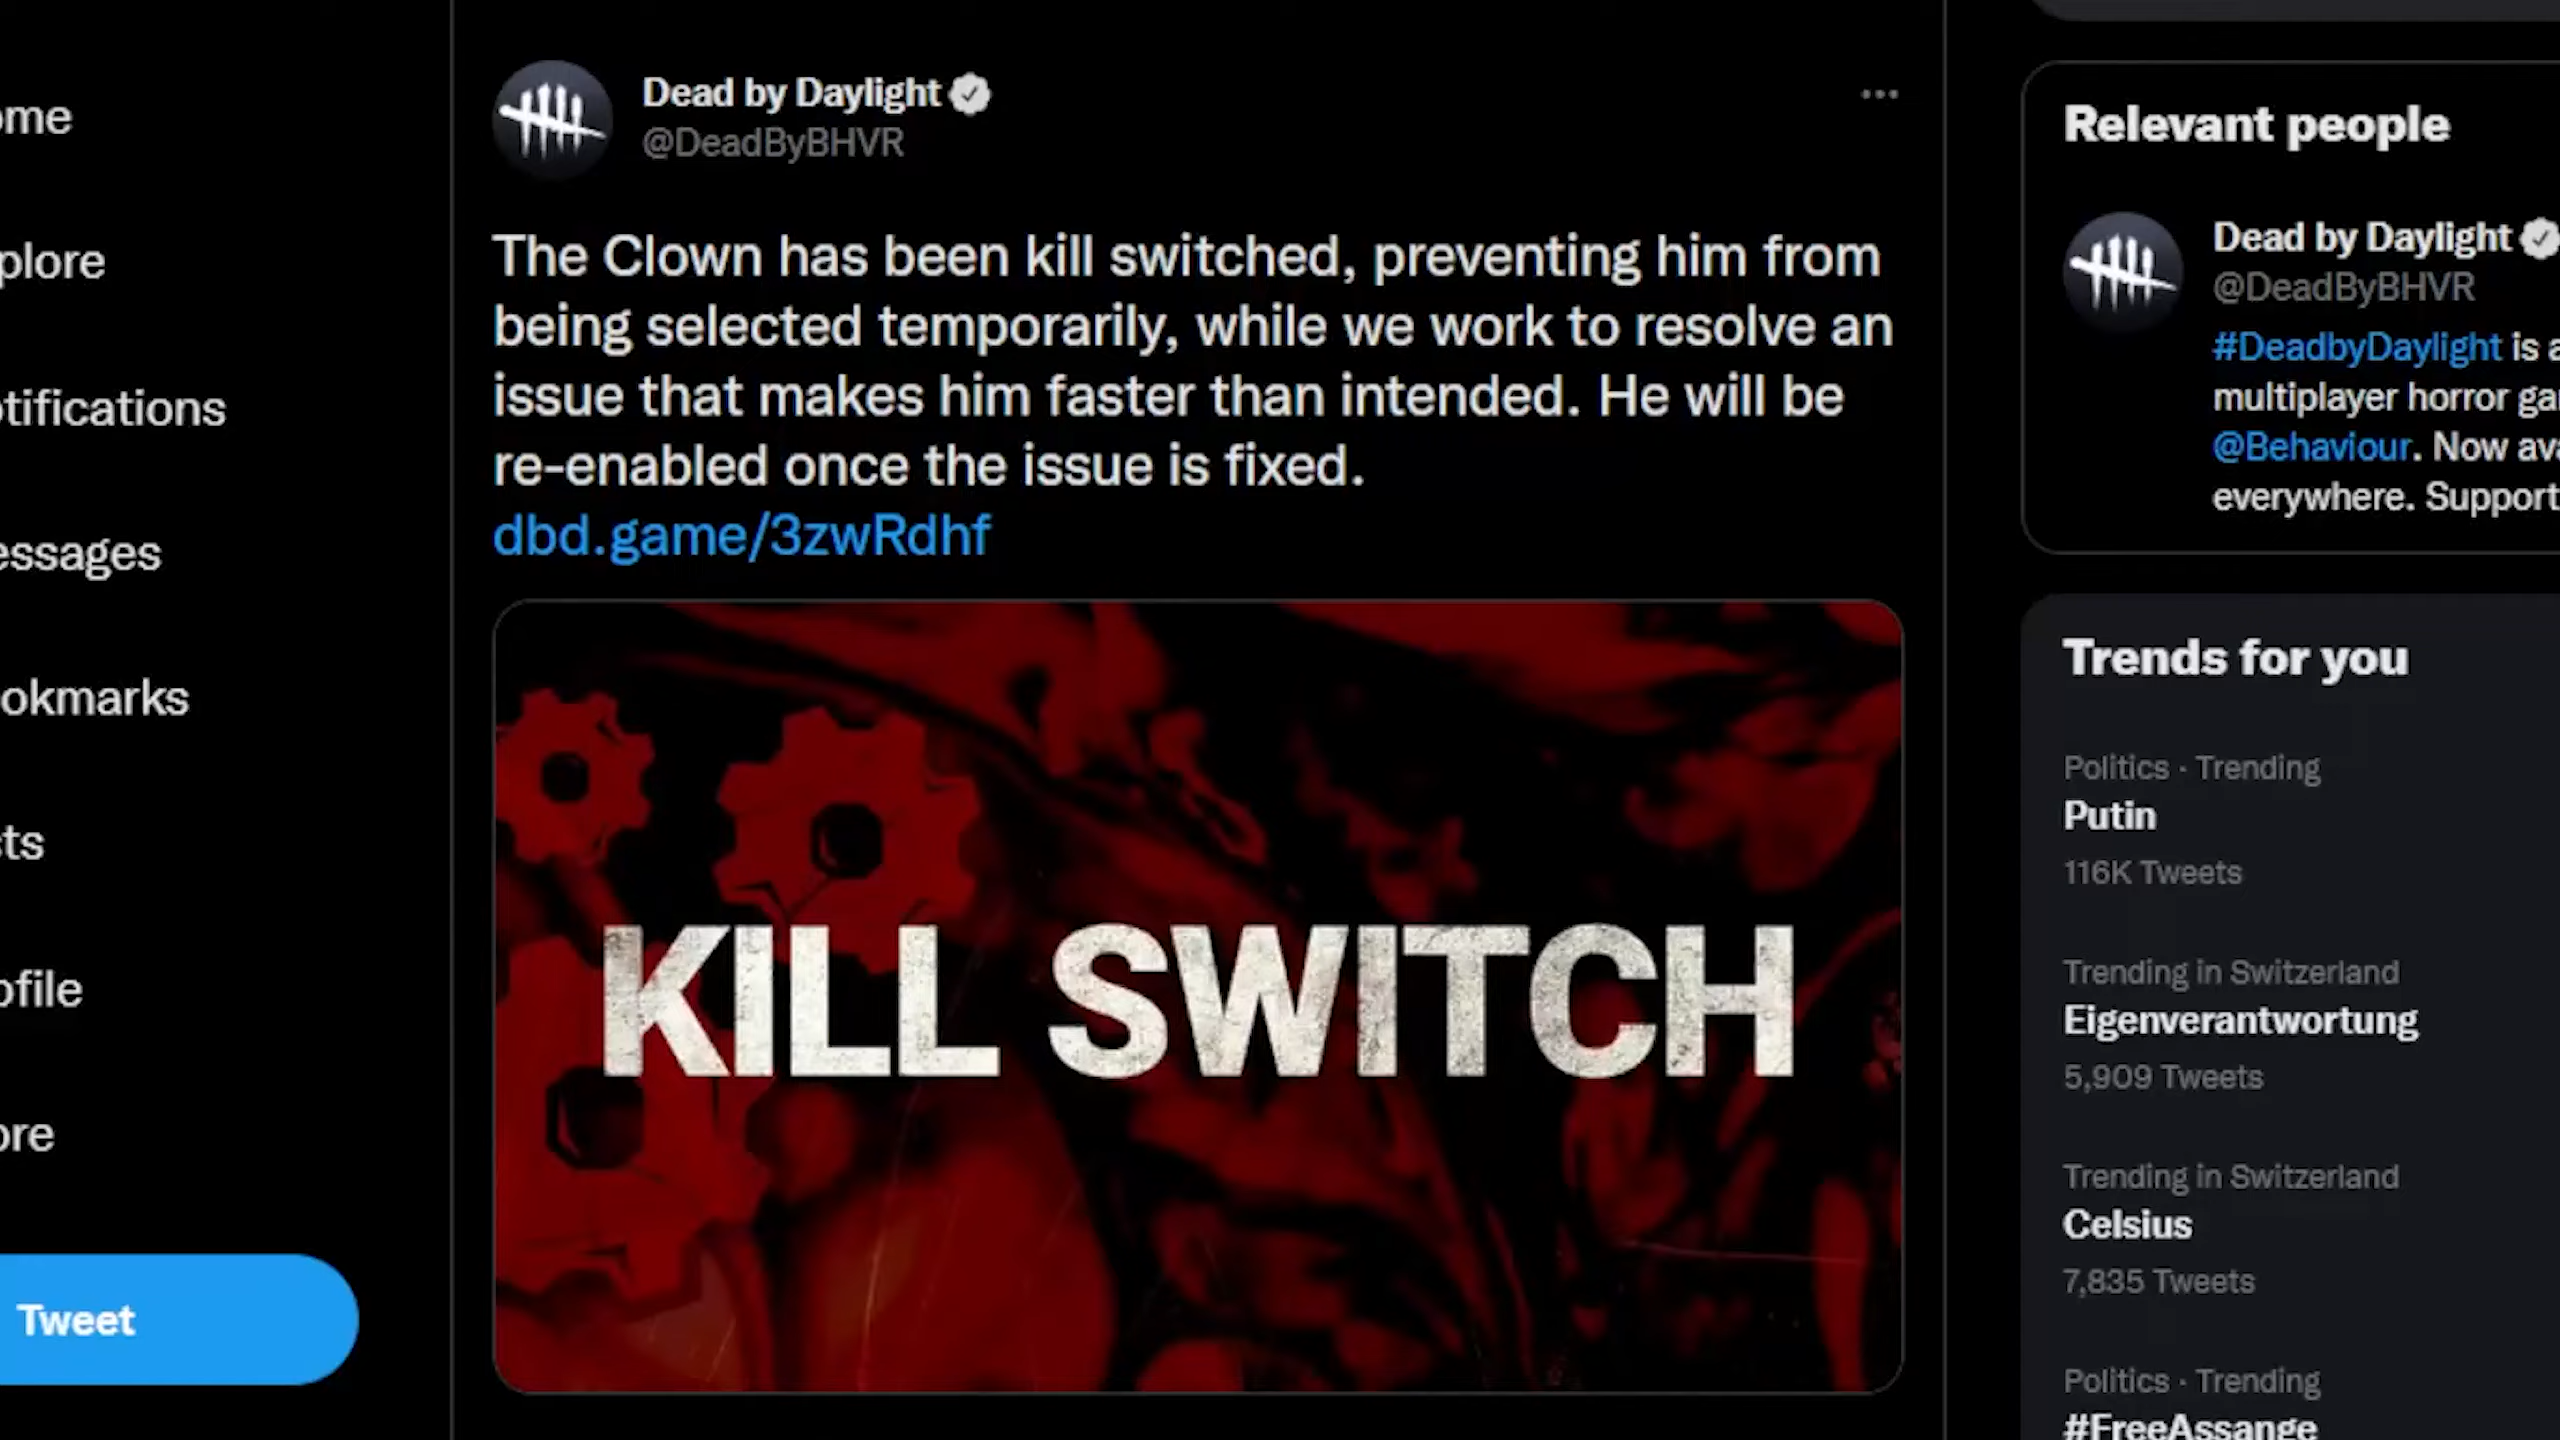 ome
plore
otifications
essages
okmarks
sts
ofile
ore
Tweet
Dead by Daylight
@DeadByBHVR
The Clown has been kill switched, preventing him from
being selected temporarily, while we work to resolve an
issue that makes him faster than intended. He will be
re-enabled once the issue is fixed.
dbd.game/3zwRdhf
KILL SWITCH
Relevant people
Dead by Daylight
@DeadByBHVR
#DeadbyDaylight is a
multiplayer horror ga
@Behaviour. Now ava
everywhere. Support
Trends for you
Politics · Trending
Putin
116K Tweets
Trending in Switzerland
Eigenverantwortung
5,909 Tweets
Trending in Switzerland
Celsius
7,835 Tweets
Politics · Trending
#FreeAssange